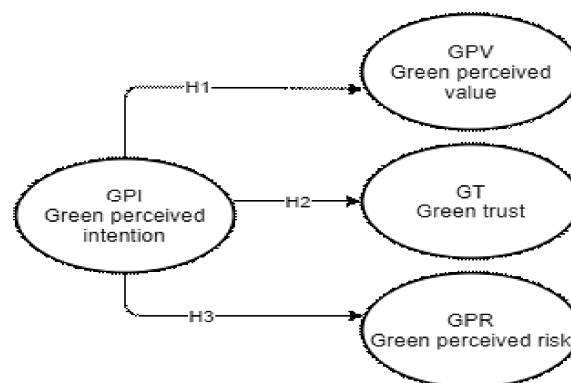 GPV
Green perceived
value
H1
GPI
Green perceived
intention
H2
GT
Green trust
H3
GPR
Green perceived risk